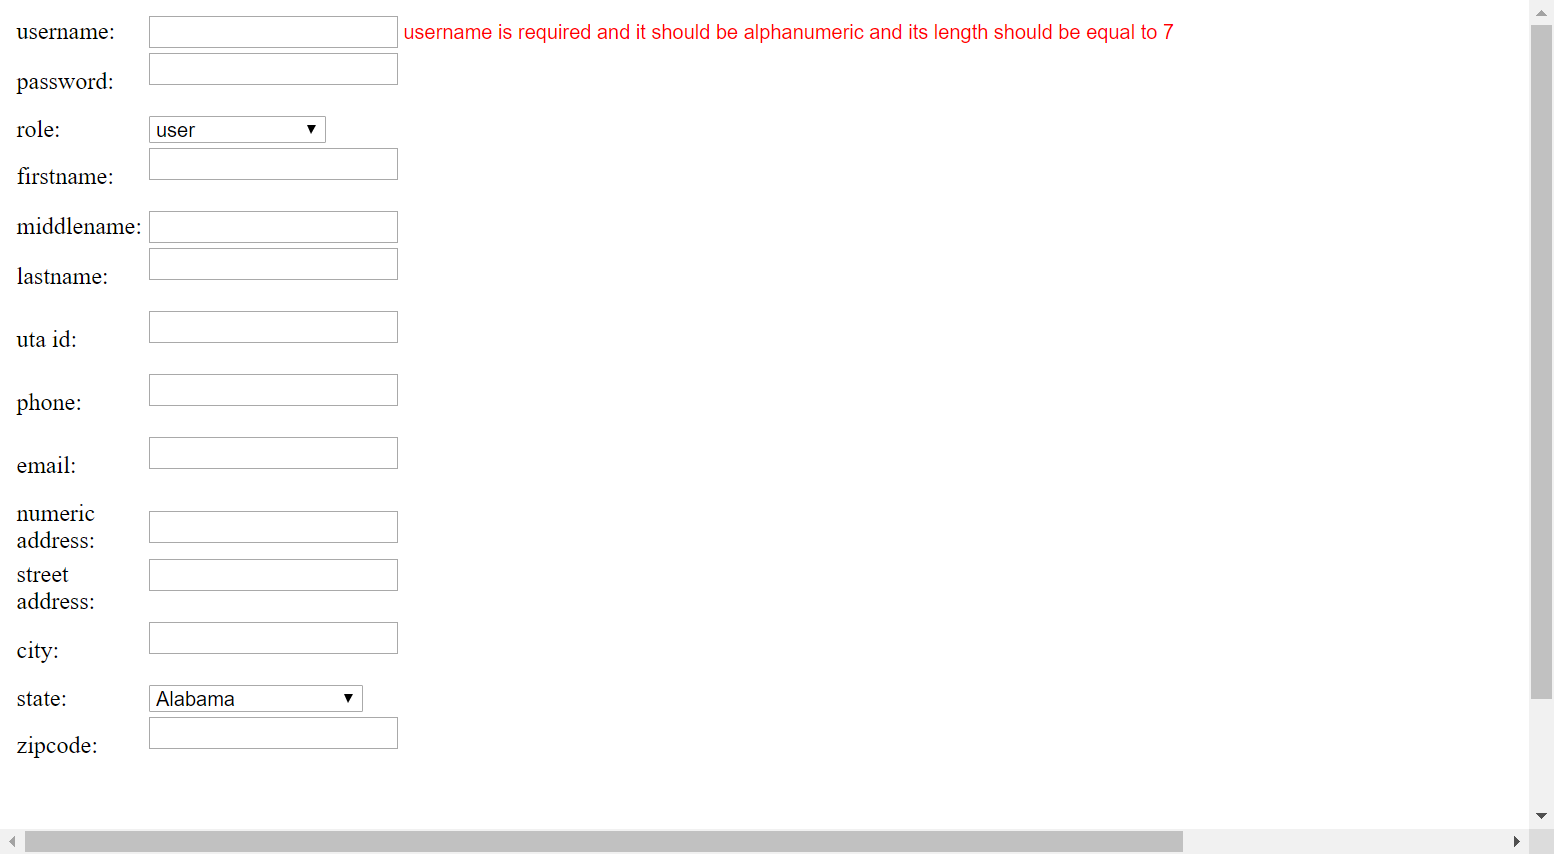 username: username is required and it should be alphanumeric and its length should be equal to 7
password:
role: user
firstname:
middlename:
lastname:
uta id:
phone:
email:
numeric
address:
street
address:
city:
state: Alabama
zipcode: